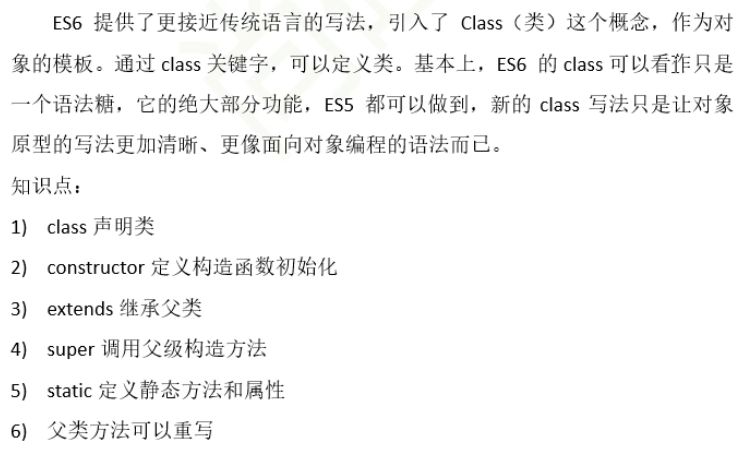 ES6 提供了更接近传统语言的写法，引入了 Class（类）这个概念，作为对
象的模板。通过 class 关键字，可以定义类。基本上，ES6 的 class 可以看作只是
一个语法糖，它的绝大部分功能，ES5 都可以做到，新的 class 写法只是让对象
原型的写法更加清晰、更像面向对象编程的语法而已。
知识点：
1) class 声明类
2) constructor 定义构造函数初始化
3) extends 继承父类
4) super 调用父级构造方法
5) static 定义静态方法和属性
6) 父类方法可以重写